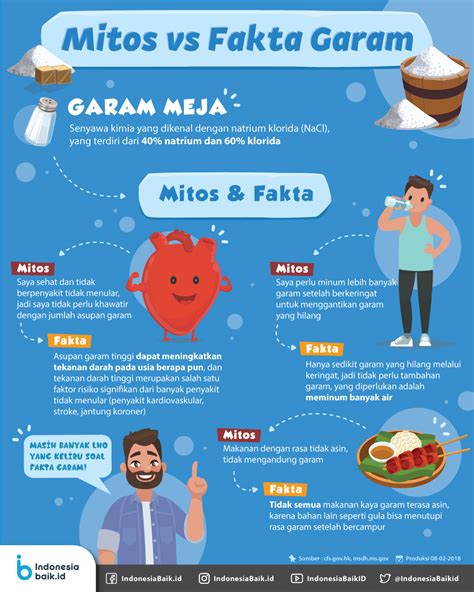 Mitos vs Fakta Garam
GARAM MEJA
Senyawa kimia yang dikenal dengan natrium klorida (NaCl),
yang terdiri dari 40% natrium dan 60% klorida
Mitos & Fakta
Mitos
Saya sehat dan tidak
berpenyakit tidak menular,
jadi saya tidak perlu khawatir
dengan jumlah asupan garam
Fakta
Asupan garam tinggi dapat meningkatkan
tekanan darah pada usia berapa pun, dan
tekanan darah tinggi merupakan salah satu
faktor risiko signifikan dari banyak penyakit
tidak menular (penyakit kardiovaskular,
stroke, jantung koroner)
Mitos
Saya perlu minum lebih banyak
garam setelah berkeringat
untuk menggantikan garam
yang hilang
Fakta
Hanya sedikit garam yang hilang melalui
keringat, jadi tidak perlu tambahan
garam, yang diperlukan adalah
meminum banyak air
MASIH BANYAK LHO
YANG KELIRU SOAL
FAKTA GARAM!
Mitos
Makanan dengan rasa tidak asin,
tidak mengandung garam
Fakta
Tidak semua makanan kaya garam terasa asin,
karena bahan lain seperti gula bisa menutupi
rasa garam setelah bercampur
Sumber : cfs.gov.hk, msdh.ms.gov
Produksi 08-02-2018
Indonesia
baik.id
IndonesiaBaik.id
IndonesiaBaik.id
IndonesiaBaikID
@IndonesiaBaikid